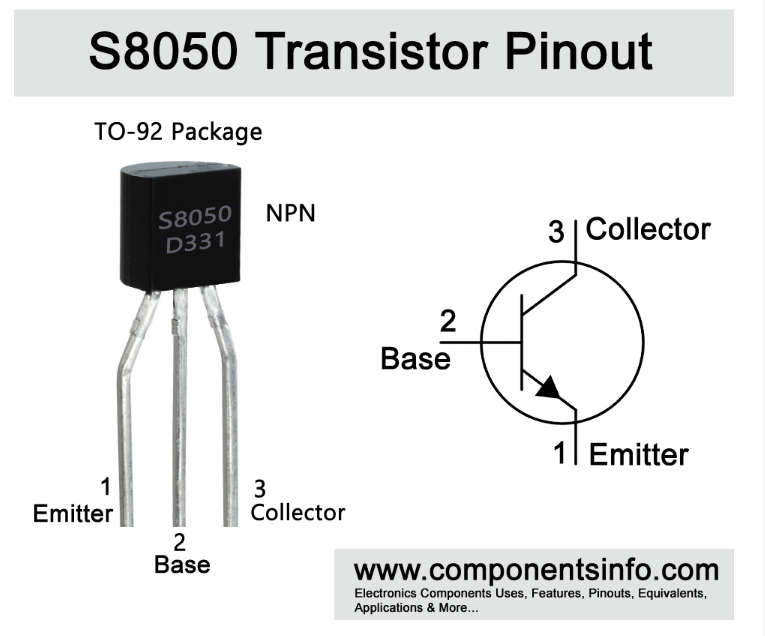 S8050 Transistor Pinout
TO-92 Package
S8050
D331
NPN
3 Collector
2
Base
1 Emitter
1
Emitter
3
Collector
2
Base
www.componentsinfo.com
Electronics Components Uses, Features, Pinouts, Equivalents,
Applications & More...